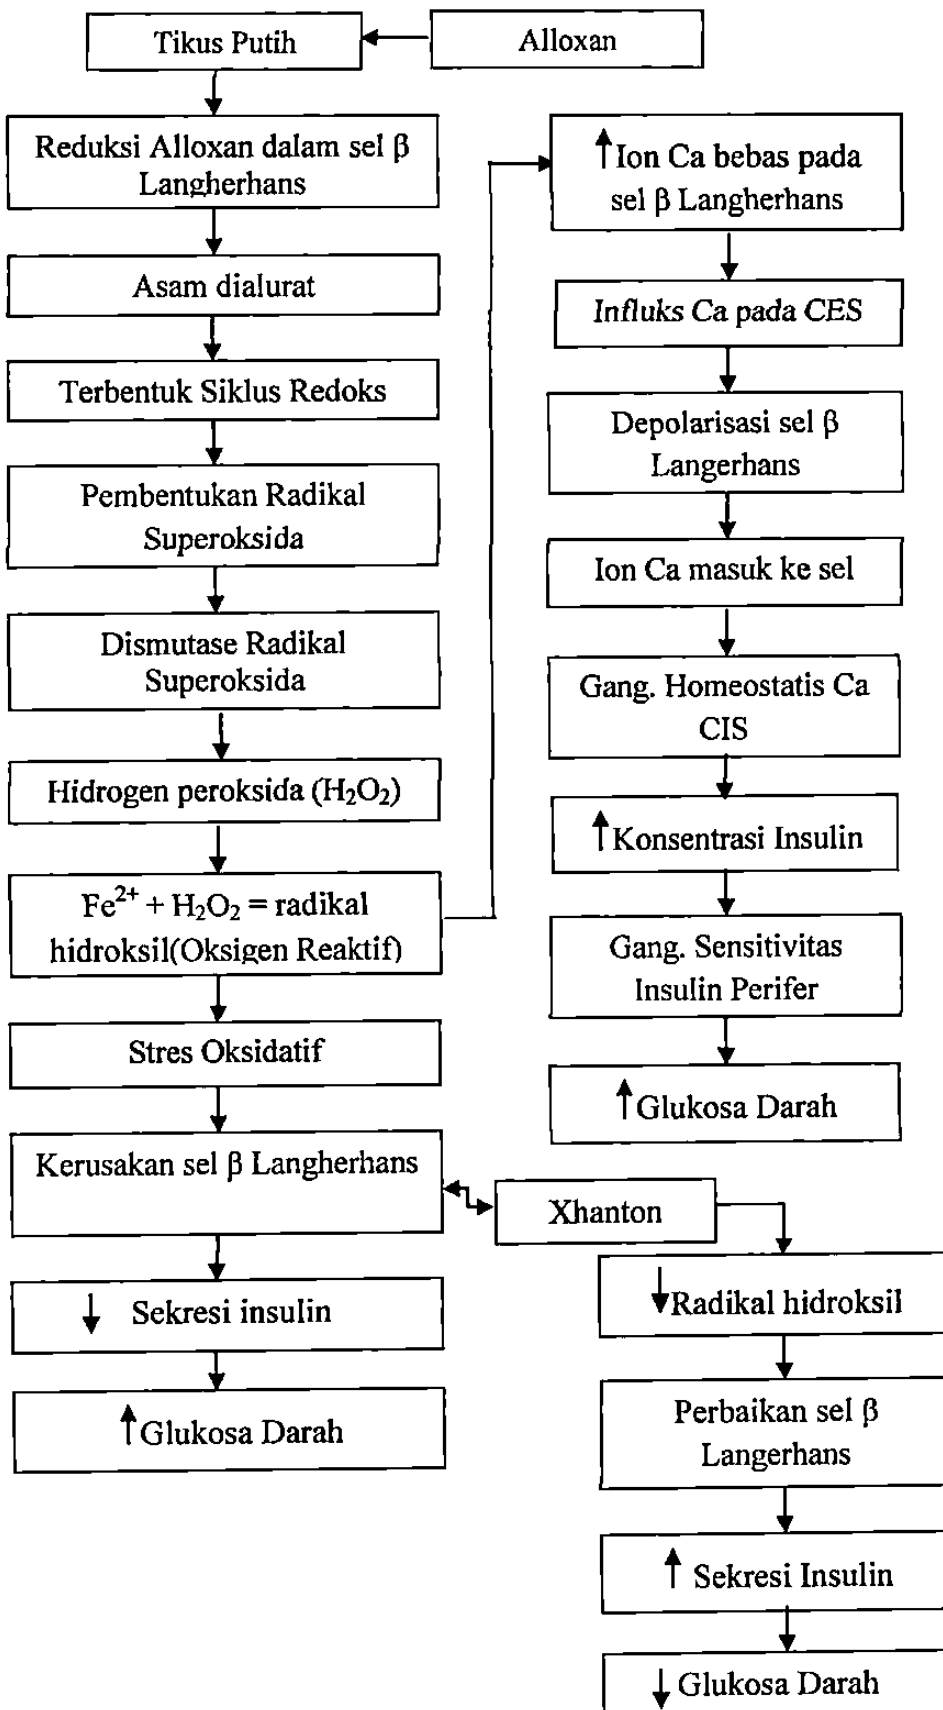 Tikus Putih
Alloxan
Reduksi Alloxan dalam sel β
Langherhans
Asam dialurat
Terbentuk Siklus Redoks
Pembentukan Radikal
Superoksida
Dismutase Radikal
Superoksida
Hidrogen peroksida (H₂O₂)
Fe²⁺ + H₂O₂ = radikal
hidroksil(Oksigen Reaktif)
Stres Oksidatif
Kerusakan sel β Langherhans
↓ Sekresi insulin
↑Glukosa Darah
↑Ion Ca bebas pada
sel β Langherhans
Influks Ca pada CES
Depolarisasi sel β
Langerhans
Ion Ca masuk ke sel
Gang. Homeostatis Ca
CIS
↑Konsentrasi Insulin
Gang. Sensitivitas
Insulin Perifer
↑Glukosa Darah
Xhanton
↓Radikal hidroksil
Perbaikan sel β
Langerhans
↑ Sekresi Insulin
↓ Glukosa Darah